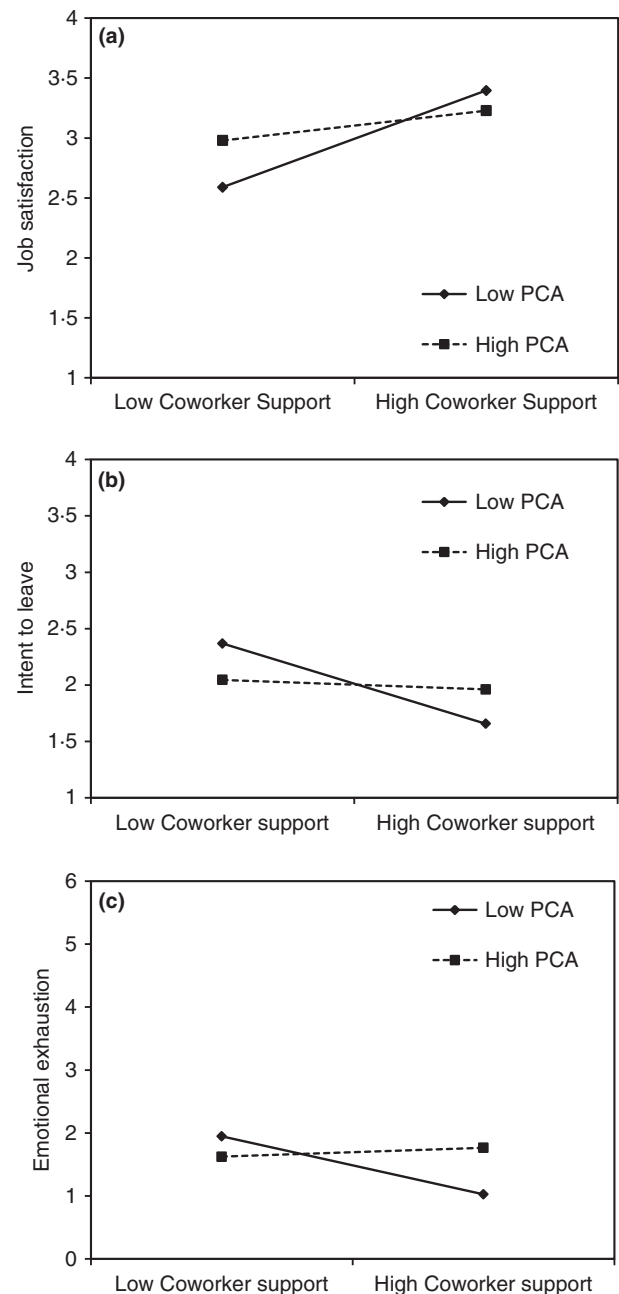 (a)
4
3·5
3
2·5
2
1·5
1
Job satisfaction
Low PCA
High PCA
Low Coworker Support High Coworker Support
(b)
4
3·5
3
2·5
2
1·5
1
Intent to leave
Low PCA
High PCA
Low Coworker support High Coworker support
(c)
6
5
4
3
2
1
0
Emotional exhaustion
Low PCA
High PCA
Low Coworker support High Coworker support